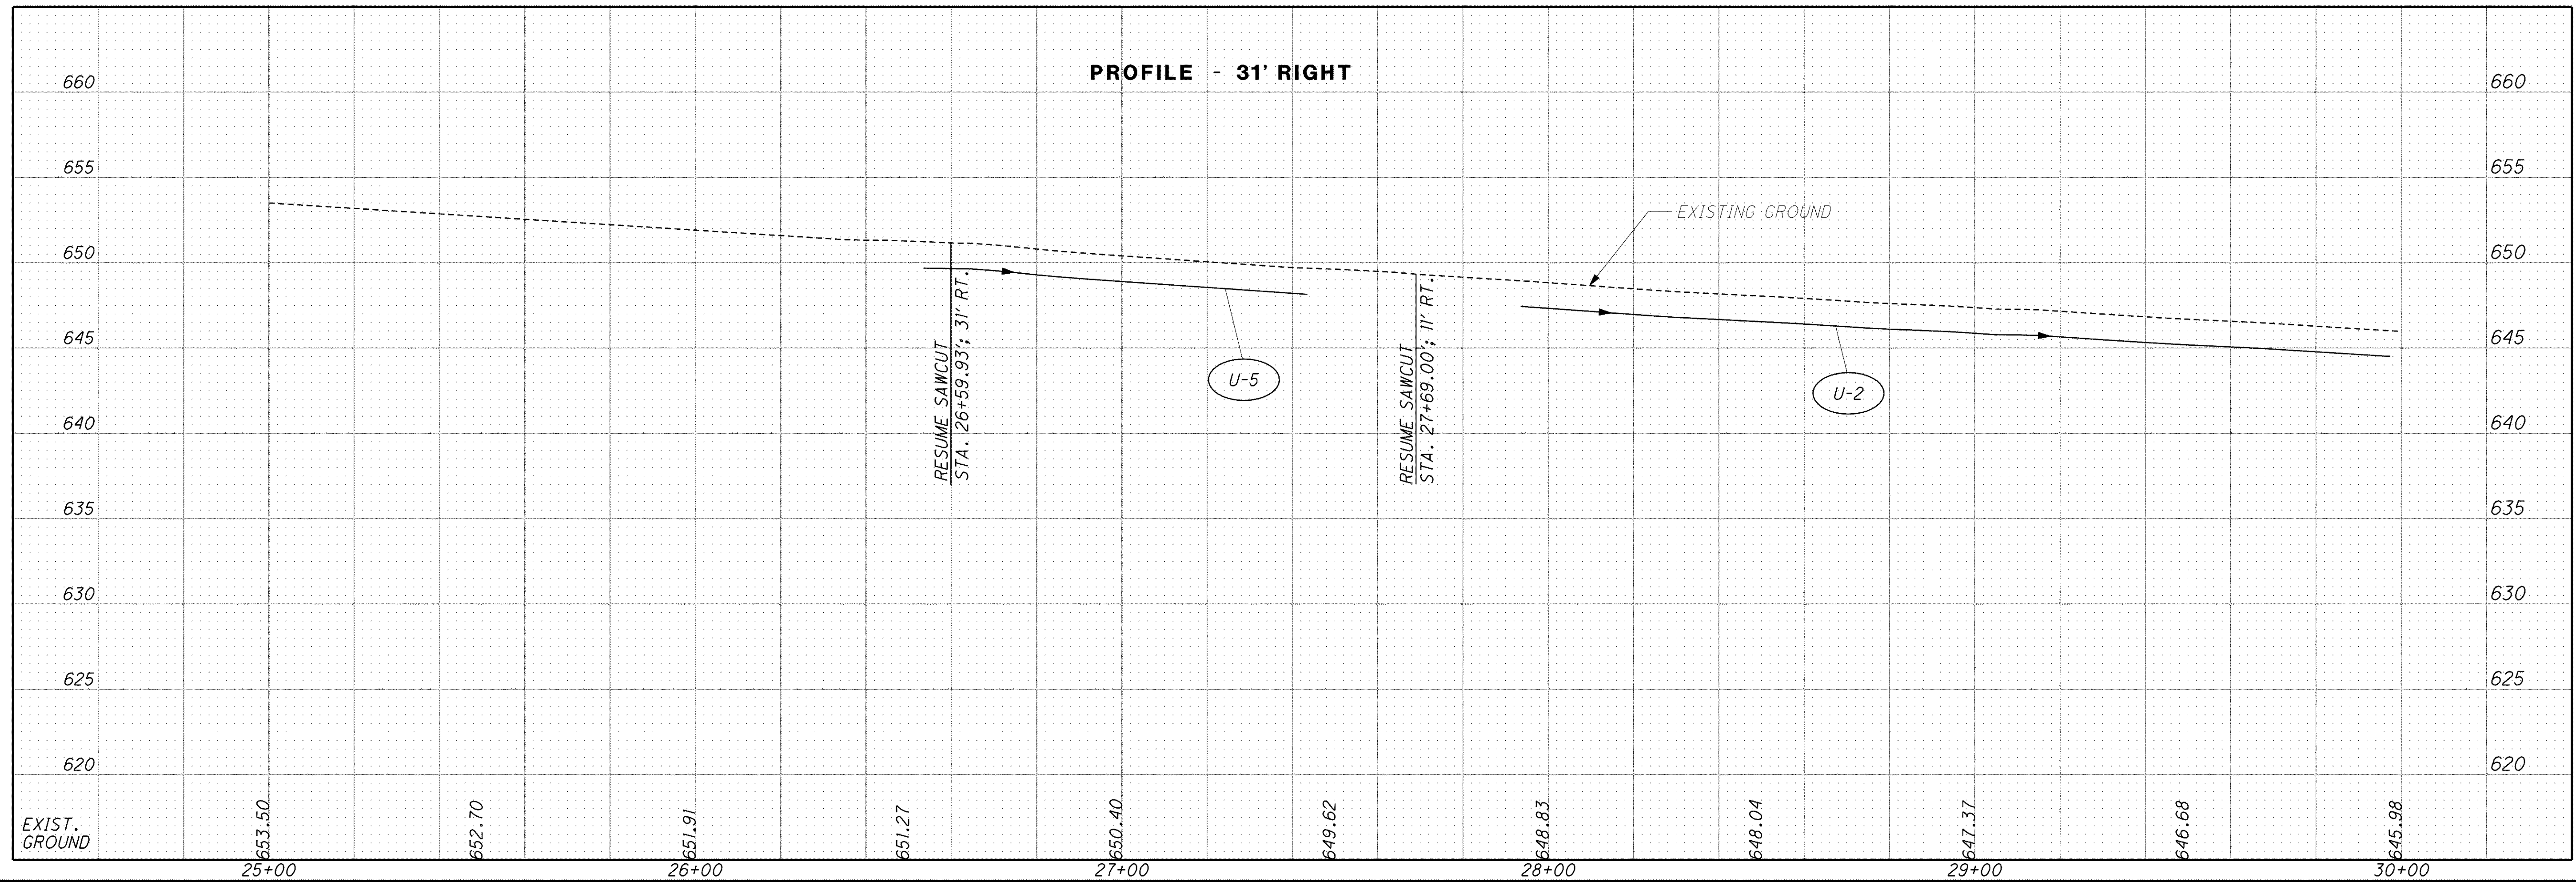 PROFILE - 31' RIGHT
660 660
655 655
EXISTING GROUND
650 650
645 645
RESUME SAWCUT
STA. 26+59.93'; 31' RT.
RESUME SAWCUT
STA. 27+69.00'; 11' RT.
U-5
U-2
640 640
635 635
630 630
625 625
620 620
EXIST.
GROUND
653.50
652.70
651.91
651.27
650.40
649.62
648.83
648.04
647.37
646.68
645.98
25+00 26+00 27+00 28+00 29+00 30+00